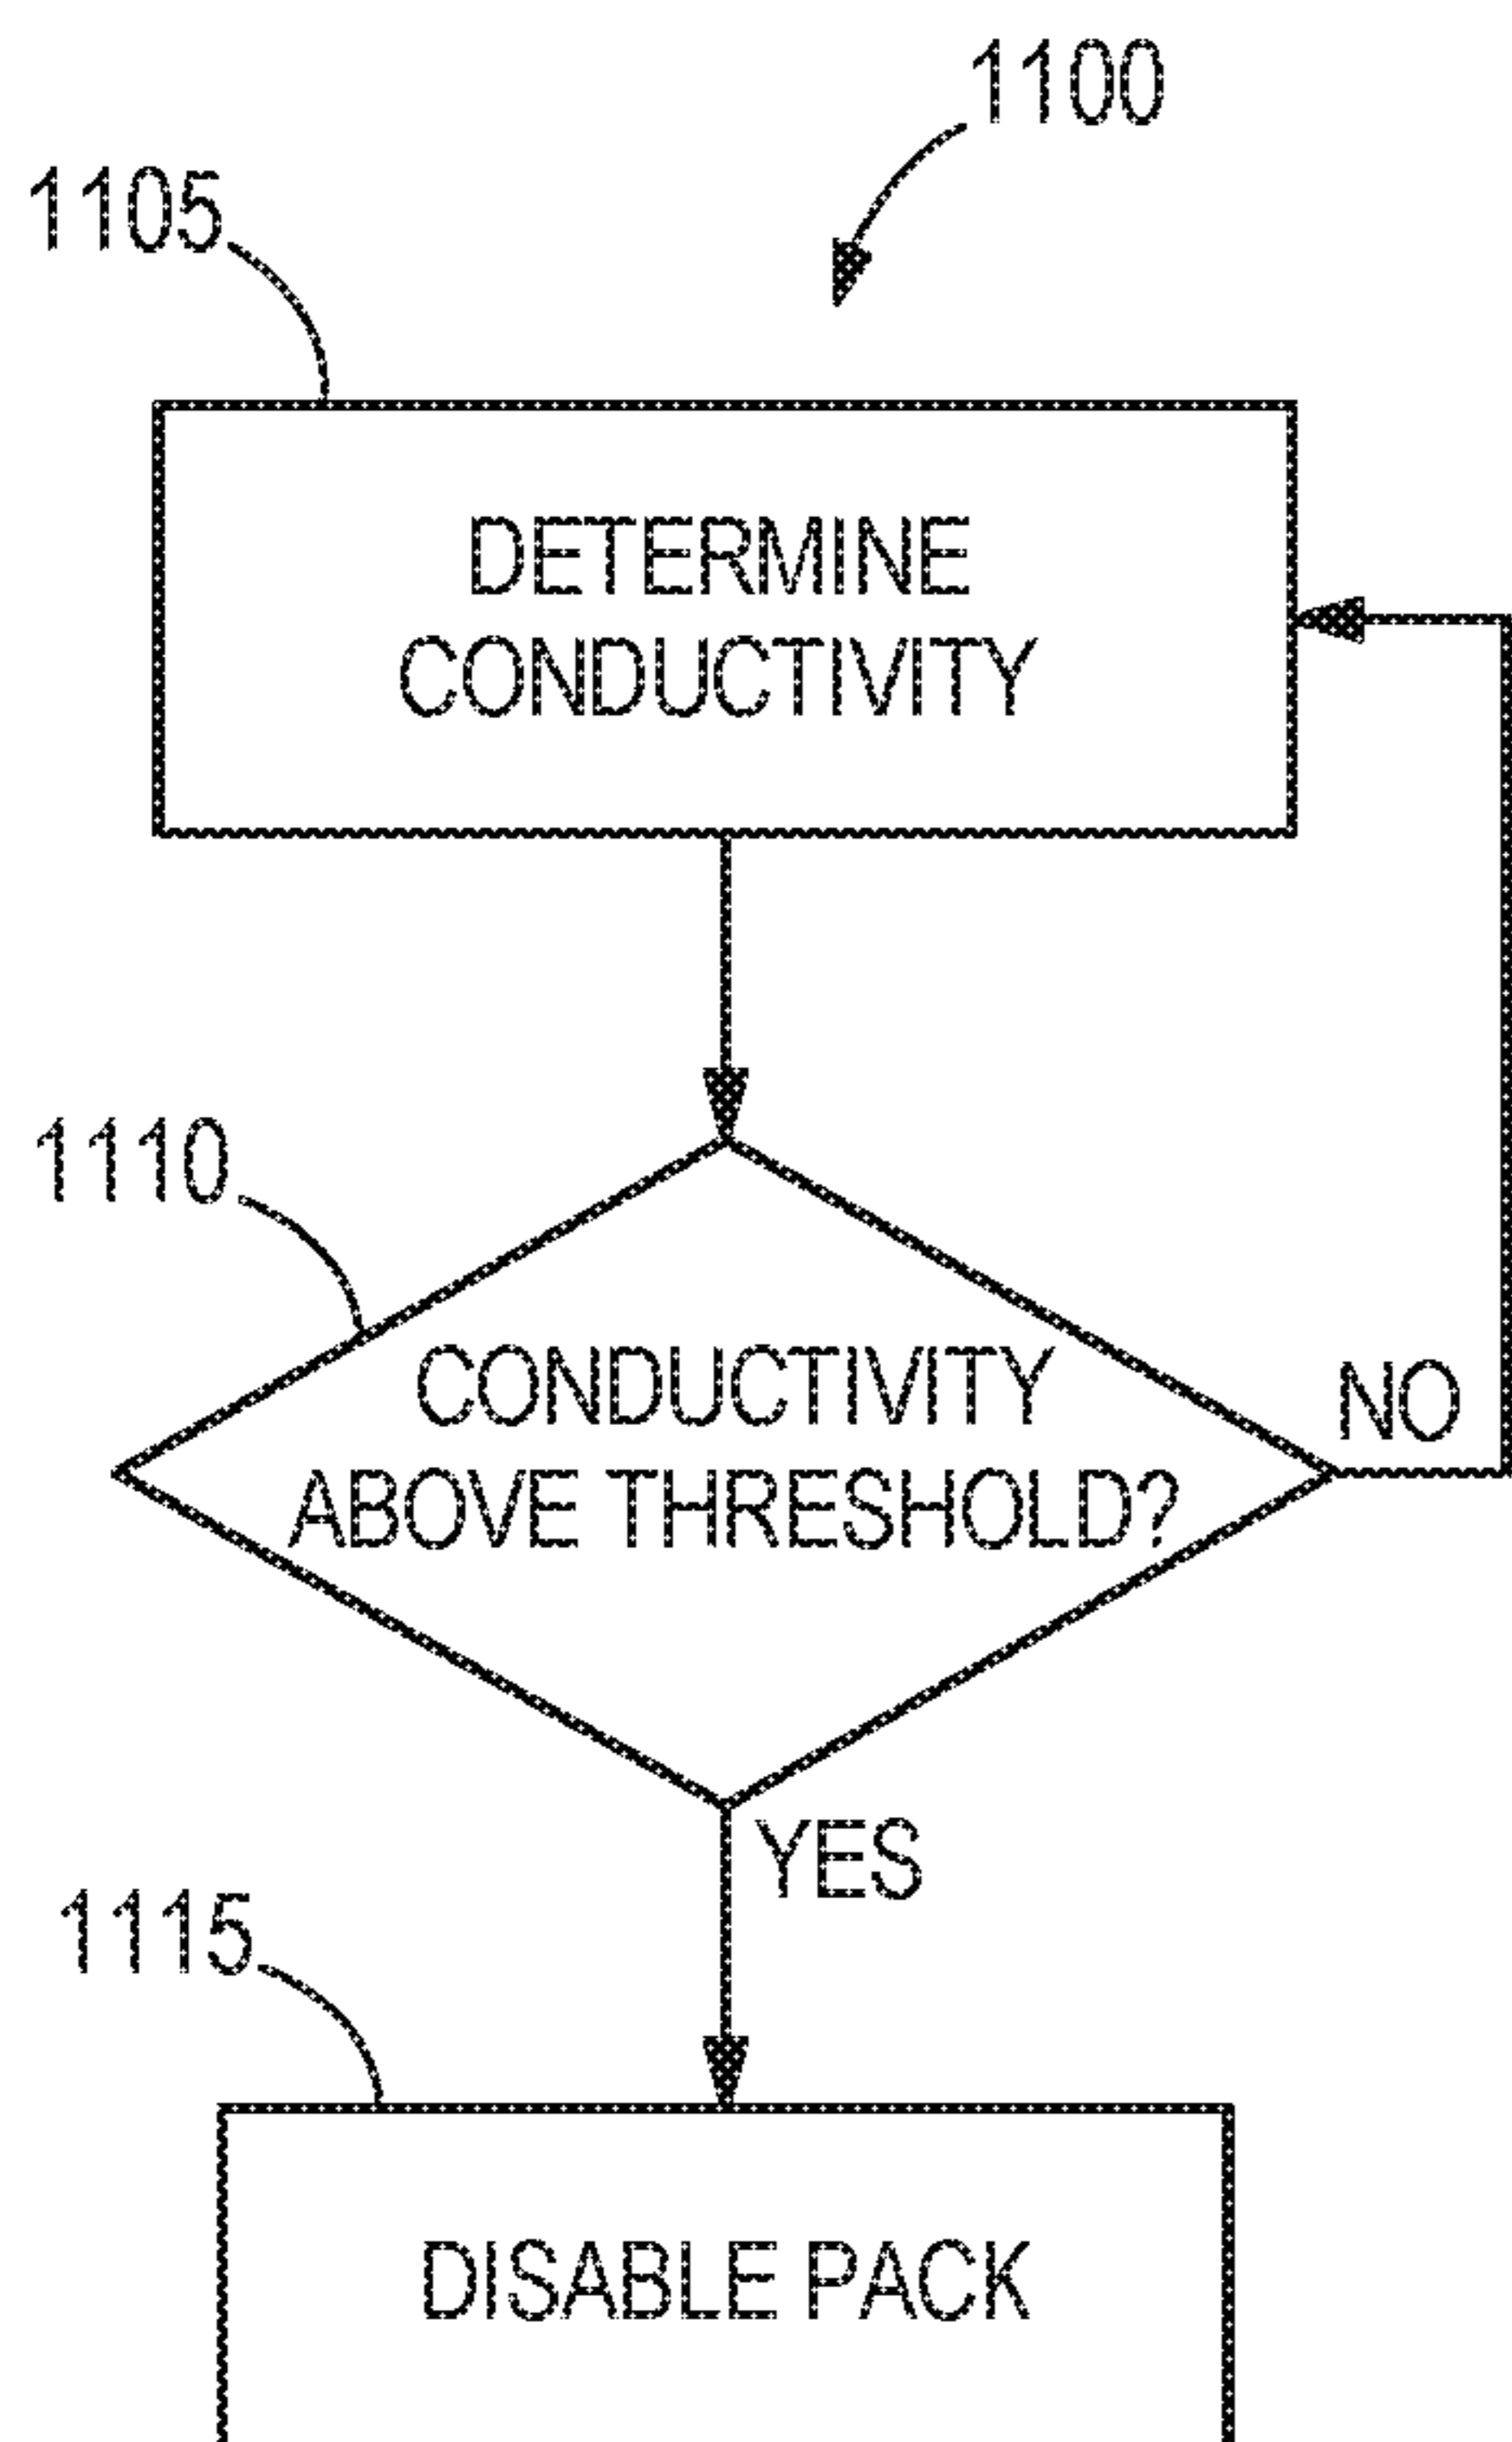 1100
1105
DETERMINE
CONDUCTIVITY
1110
CONDUCTIVITY
ABOVE THRESHOLD?
NO
YES
1115
DISABLE PACK